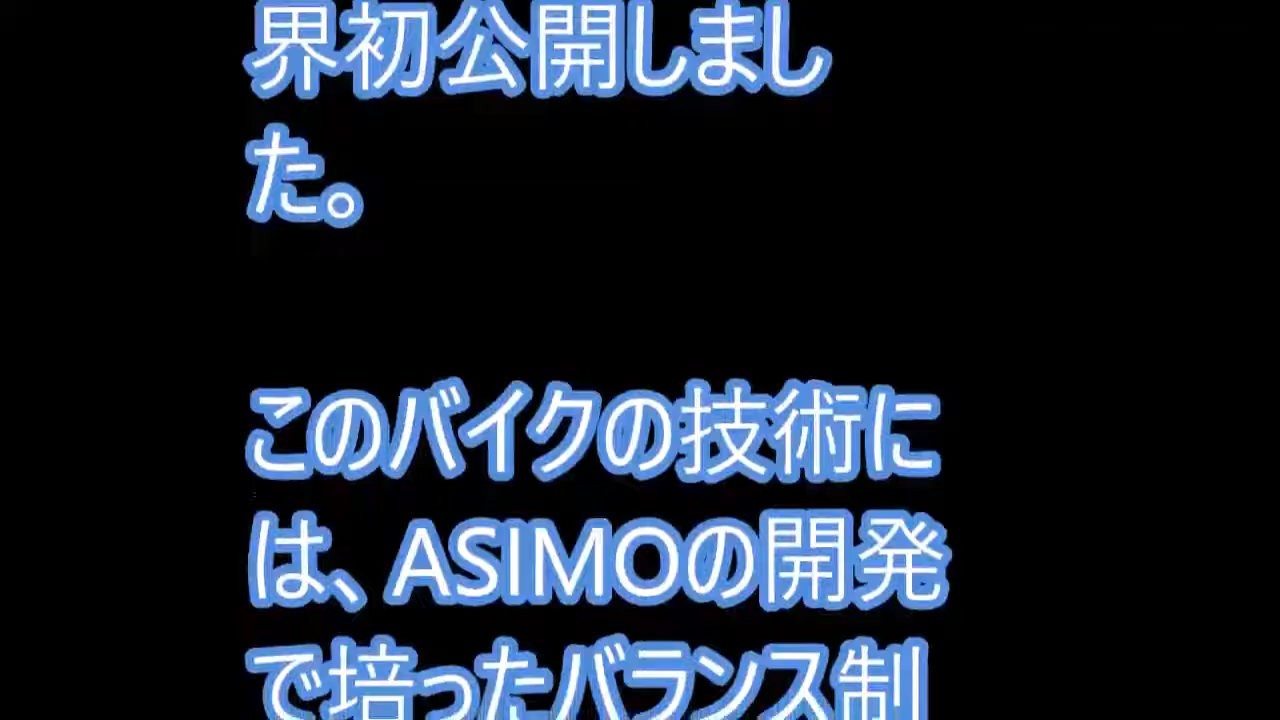 界初公開しまし
た。
このバイクの技術に
は、ASIMOの開発
で培ったバランス制